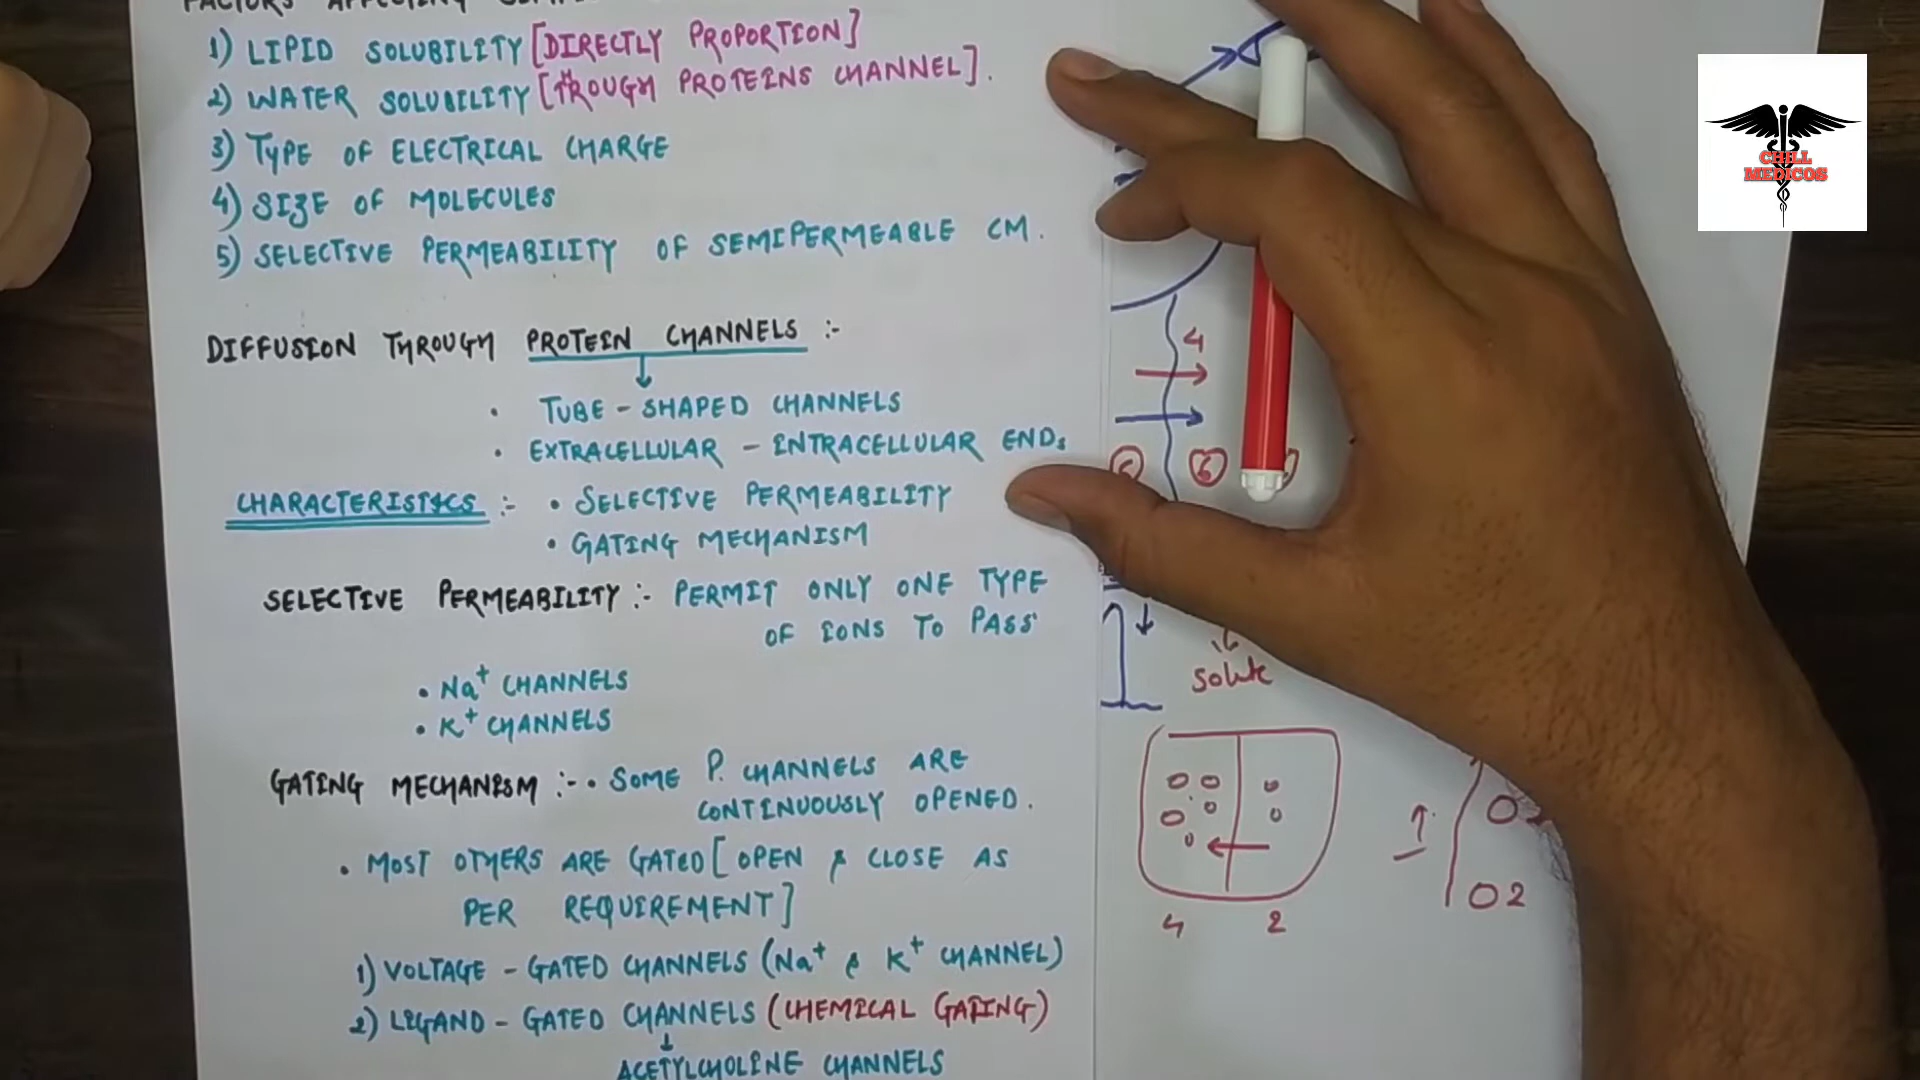 FACTORS AFFECTING
1) LIPID SOLUBILITY [DIRECTLY PROPORTION]
2) WATER SOLUBILITY [THROUGH PROTEINS CHANNEL].
3) TYPE OF ELECTRICAL CHARGE
4) SIZE OF MOLECULES
5) SELECTIVE PERMEABILITY OF SEMIPERMEABLE CM.
DIFFUSION THROUGH PROTEIN CHANNELS :-
• TUBE - SHAPED CHANNELS
• EXTRACELLULAR - INTRACELLULAR ENDS
CHARACTERISTICS :- • SELECTIVE PERMEABILITY
• GATING MECHANISM
SELECTIVE PERMEABILITY :- PERMIT ONLY ONE TYPE
OF IONS TO PASS
• Na+ CHANNELS
• K+ CHANNELS
GATING MECHANISM :- • SOME P. CHANNELS ARE
CONTINUOUSLY OPENED.
• MOST OTHERS ARE GATED [OPEN & CLOSE AS
PER REQUIREMENT]
1) VOLTAGE - GATED CHANNELS (Na+ & K+ CHANNEL)
2) LIGAND - GATED CHANNELS (CHEMICAL GATING)
ACETYLCHOLINE CHANNELS
4
6
solute
4 2
O2
CHILL
MEDICOS